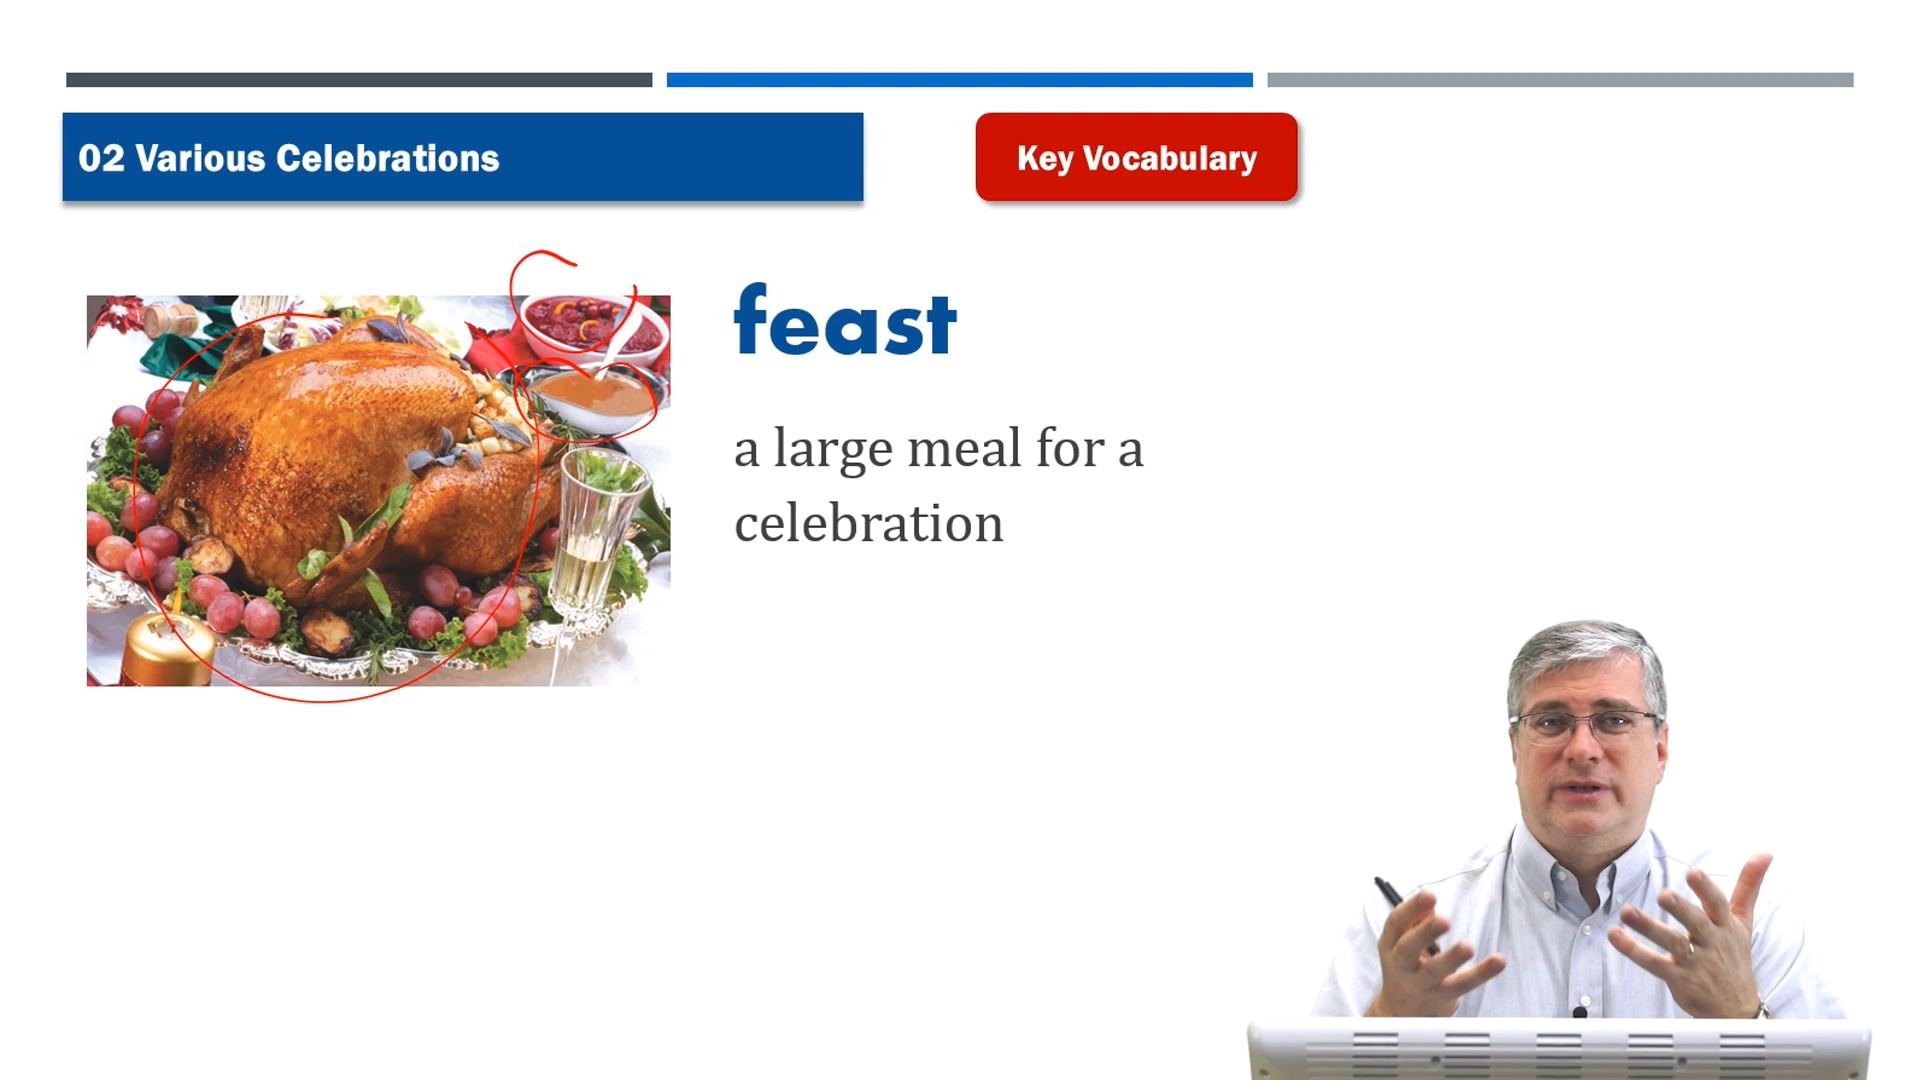 02 Various Celebrations
Key Vocabulary
feast
a large meal for a
celebration